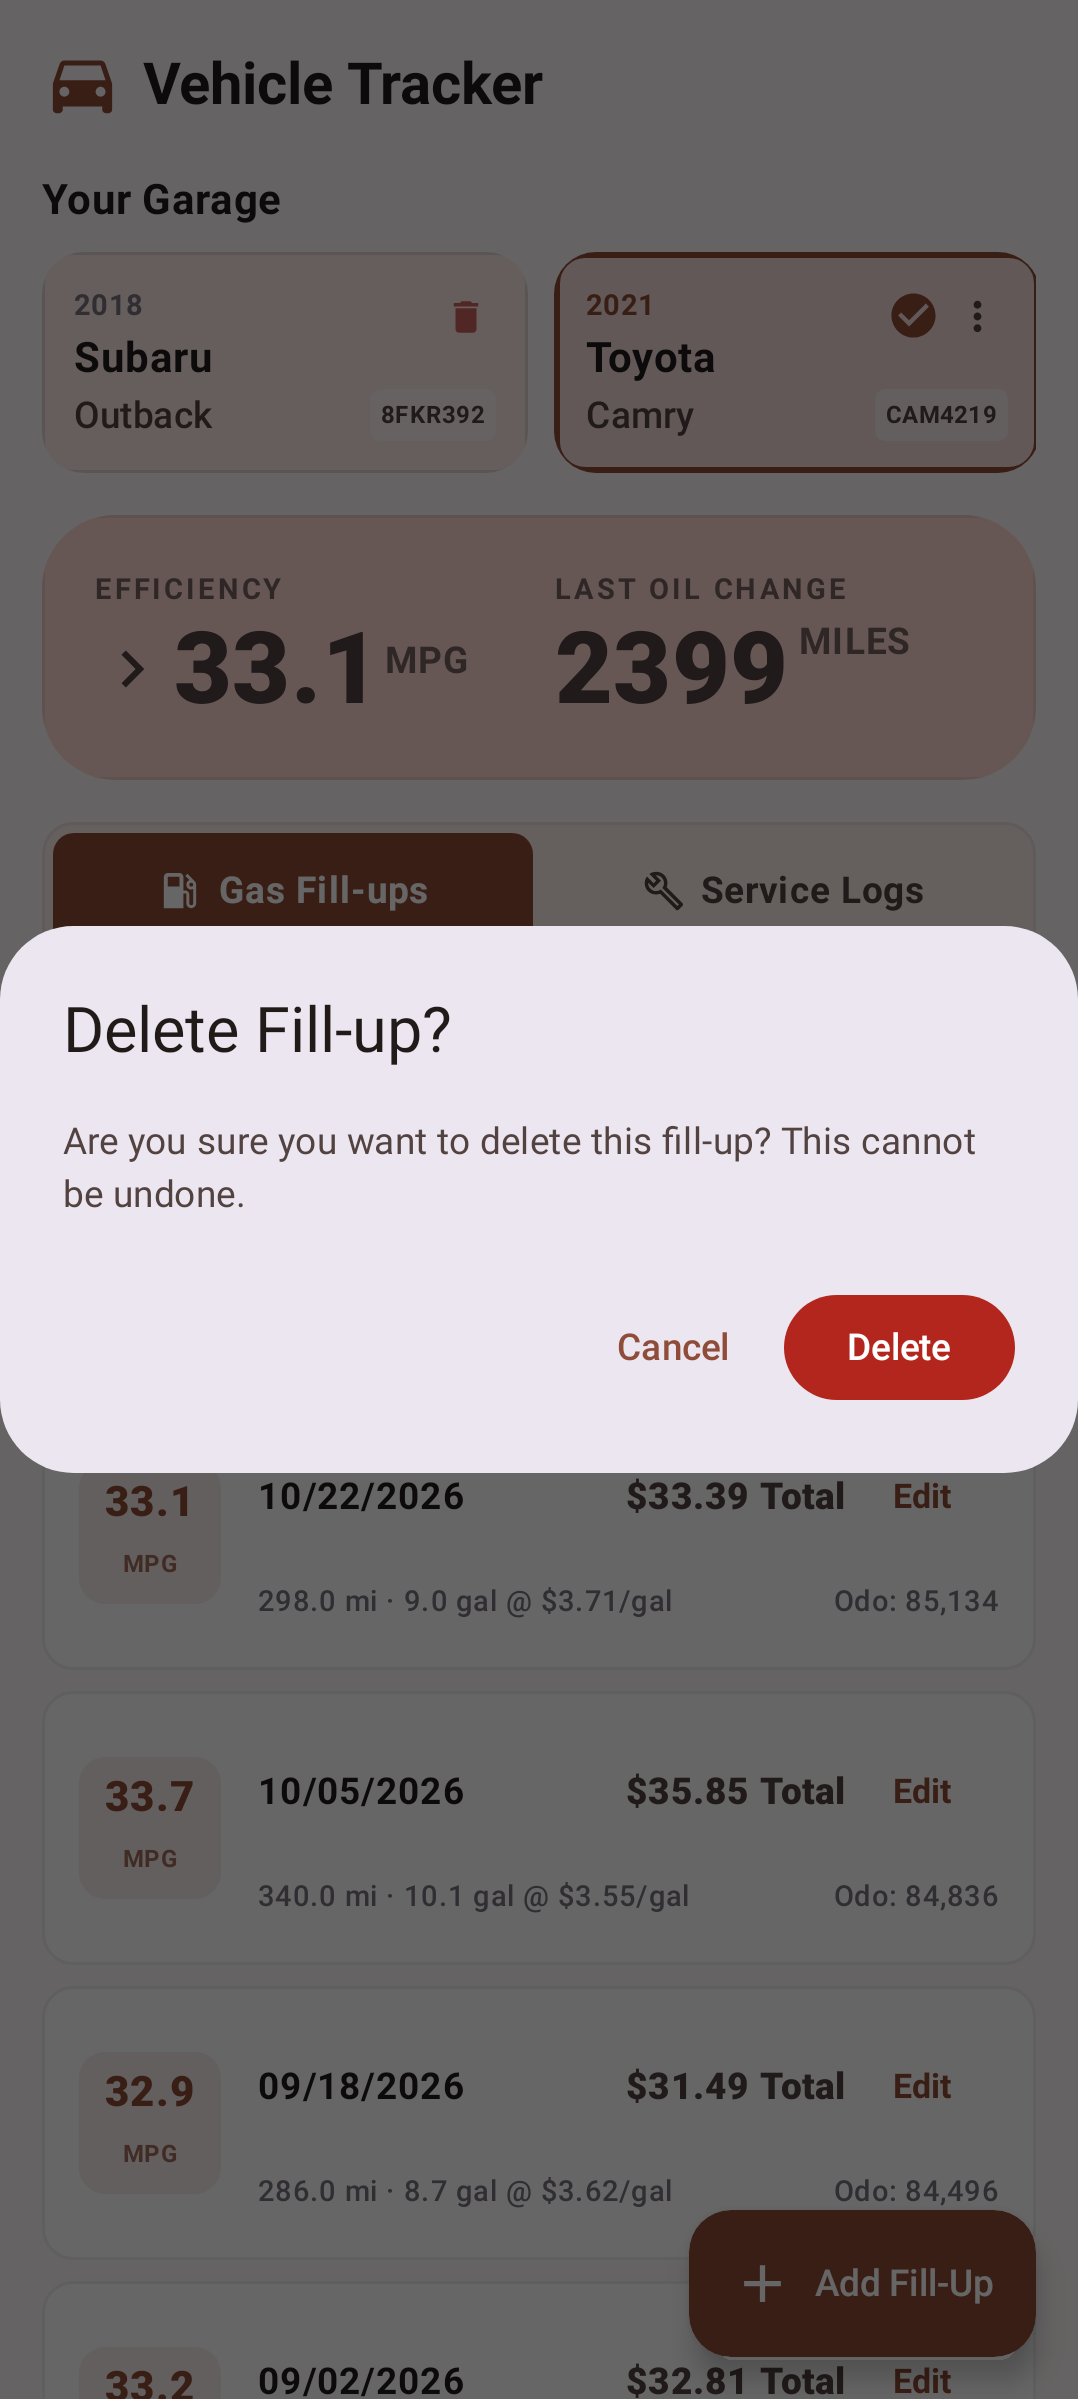 Vehicle Tracker
Your Garage
2018
Subaru
Outback
8FKR392
2021
Toyota
Camry
CAM4219
EFFICIENCY
33.1 MPG
LAST OIL CHANGE
2399 MILES
Gas Fill-ups
Service Logs
Delete Fill-up?
Are you sure you want to delete this fill-up? This cannot
be undone.
Cancel
Delete
33.1
MPG
10/22/2026
$33.39 Total
Edit
298.0 mi · 9.0 gal @ $3.71/gal
Odo: 85,134
33.7
MPG
10/05/2026
$35.85 Total
Edit
340.0 mi · 10.1 gal @ $3.55/gal
Odo: 84,836
32.9
MPG
09/18/2026
$31.49 Total
Edit
286.0 mi · 8.7 gal @ $3.62/gal
Odo: 84,496
Add Fill-Up
33.2
09/02/2026
$32.81 Total
Edit